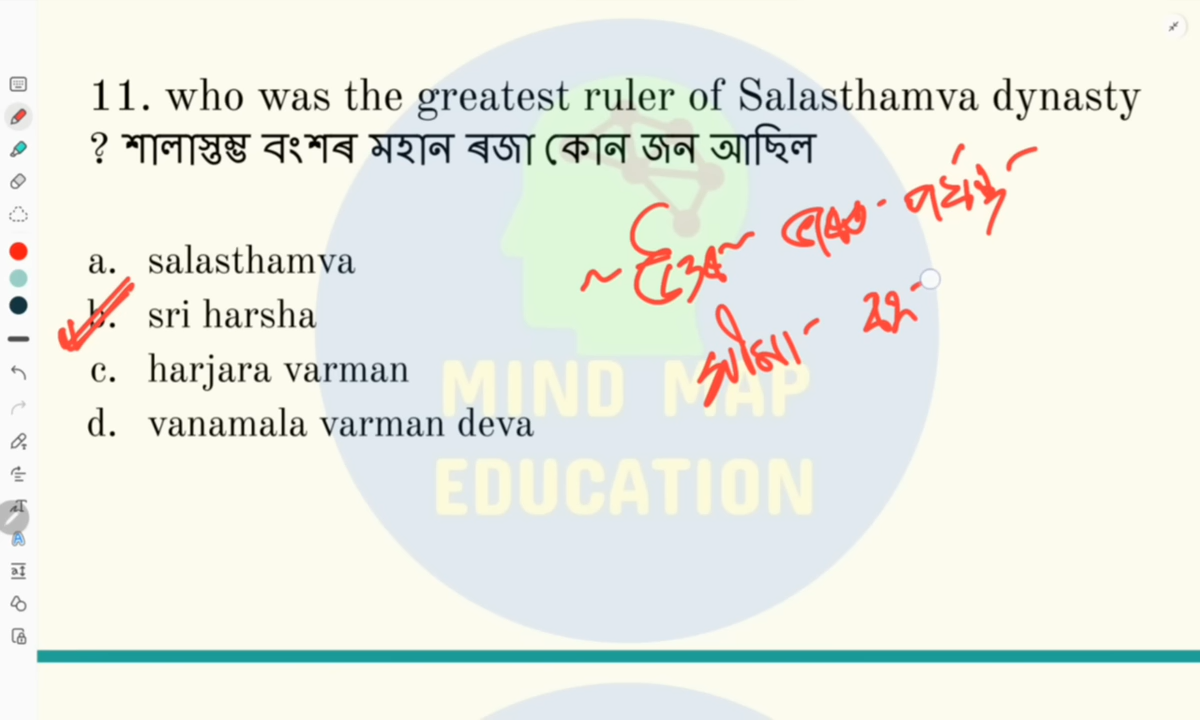 11. who was the greatest ruler of Salasthamva dynasty
? শালাস্তম্ভ বংশৰ মহান ৰজা কোন জন আছিল
a. salasthamva
b. sri harsha
c. harjara varman
d. vanamala varman deva
MIND MAP
EDUCATION